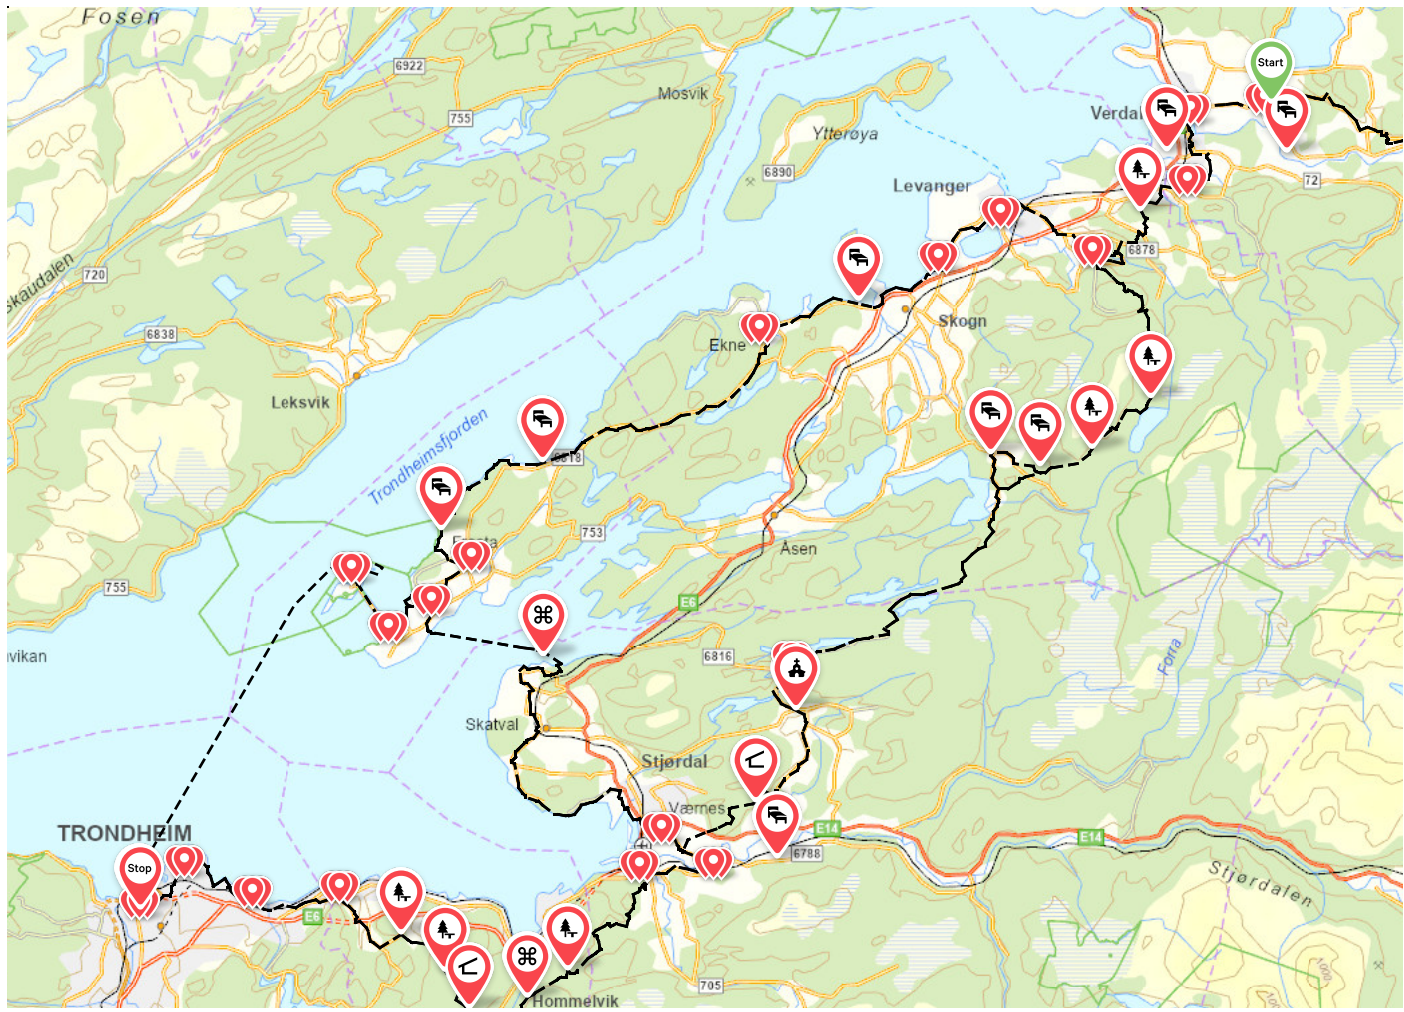 Fosen
6922
Mosvik
755
Ytterøya
6890
Start
Verdal
Levanger
72
6878
skaudalen
720
6838
Skogn
Ekne
Leksvik
Trondheimsfjorden
6818
753
Frosta
Åsen
755
E6
vikan
6816
Forra
Skatval
Stjørdal
Værnes
TRONDHEIM
E14
E14
6788
Stop
Stjørdalen
E6
705
Hommelvik
1000